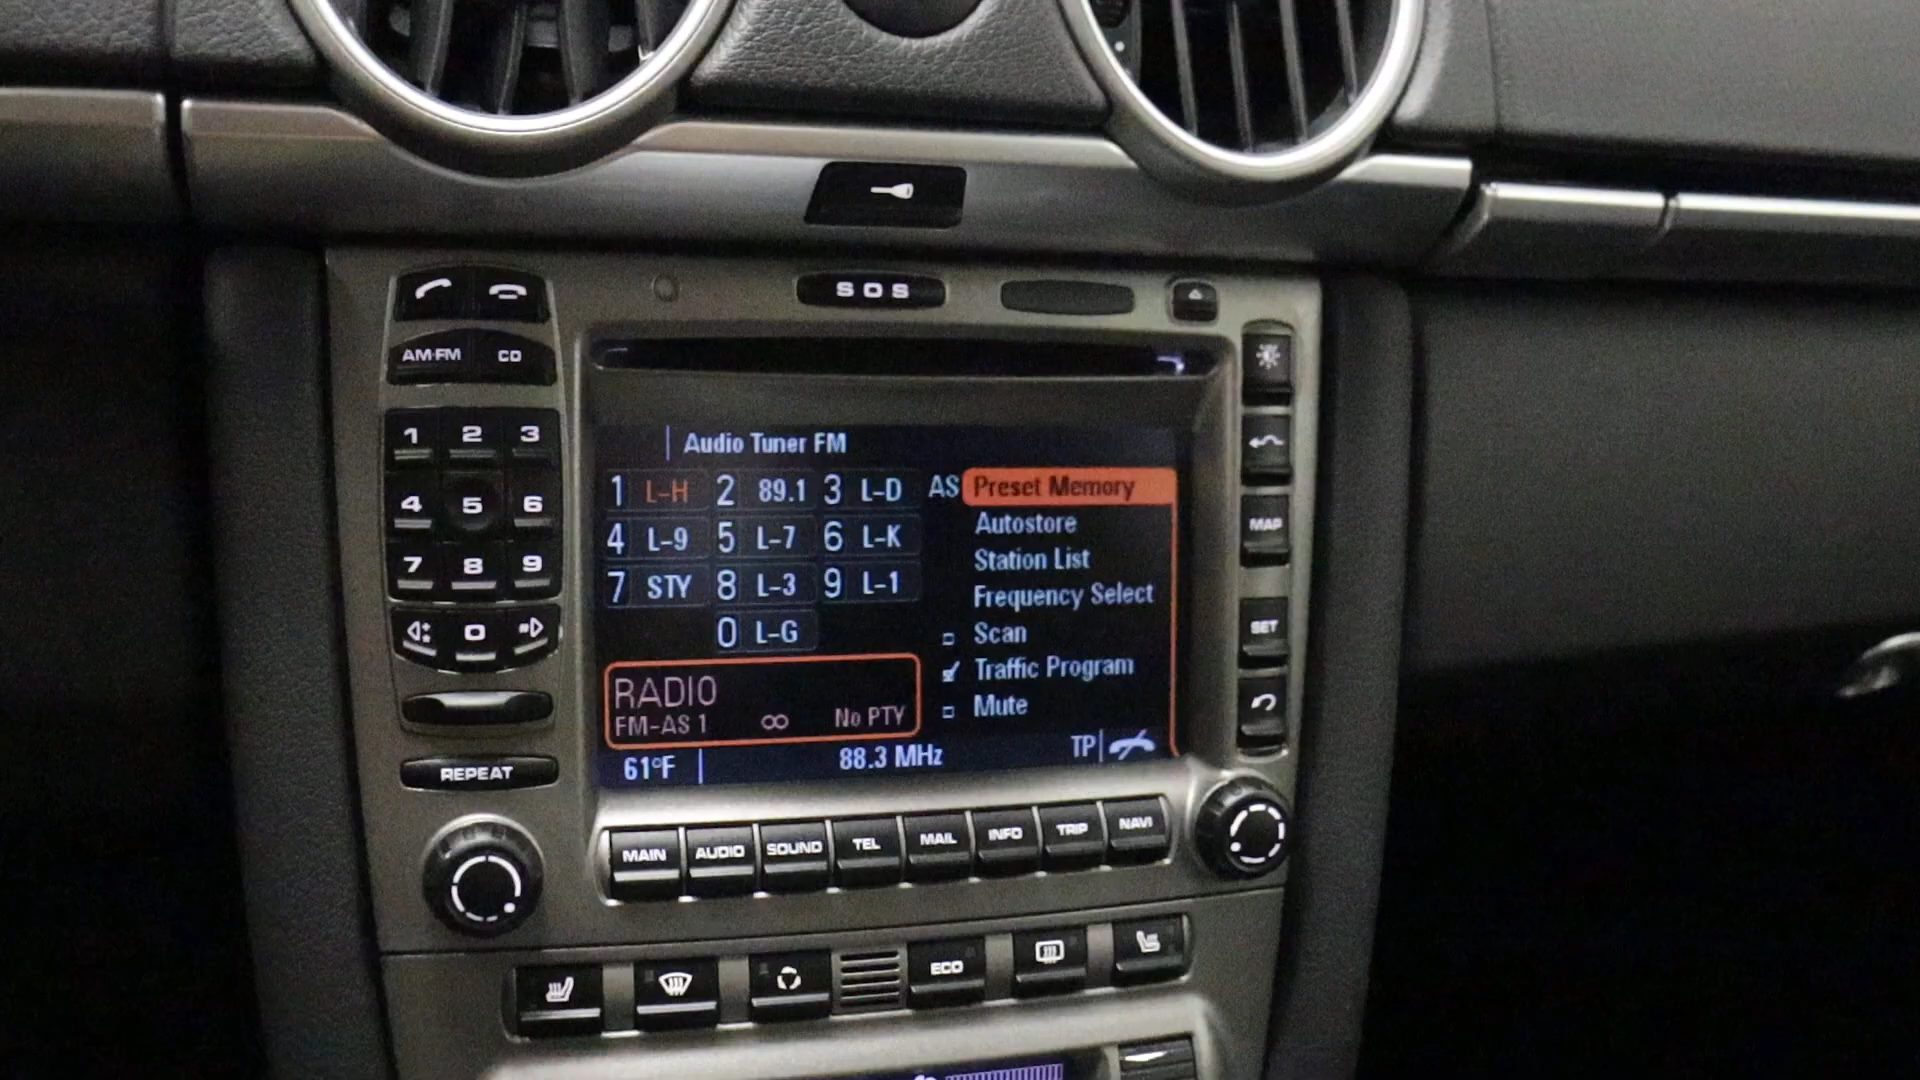 SOS
AM·FM CD
1 2 3
4 5 6
7 8 9
0
REPEAT
Audio Tuner FM
1 L-H 2 89.1 3 L-D AS
4 L-9 5 L-7 6 L-K
7 STY 8 L-3 9 L-1
0 L-G
Preset Memory
Autostore
Station List
Frequency Select
Scan
Traffic Program
Mute
RADIO
FM-AS 1 ∞ No PTY
61°F 88.3 MHz TP
MAP
SET
MAIN AUDIO SOUND TEL MAIL INFO TRIP NAVI
ECO